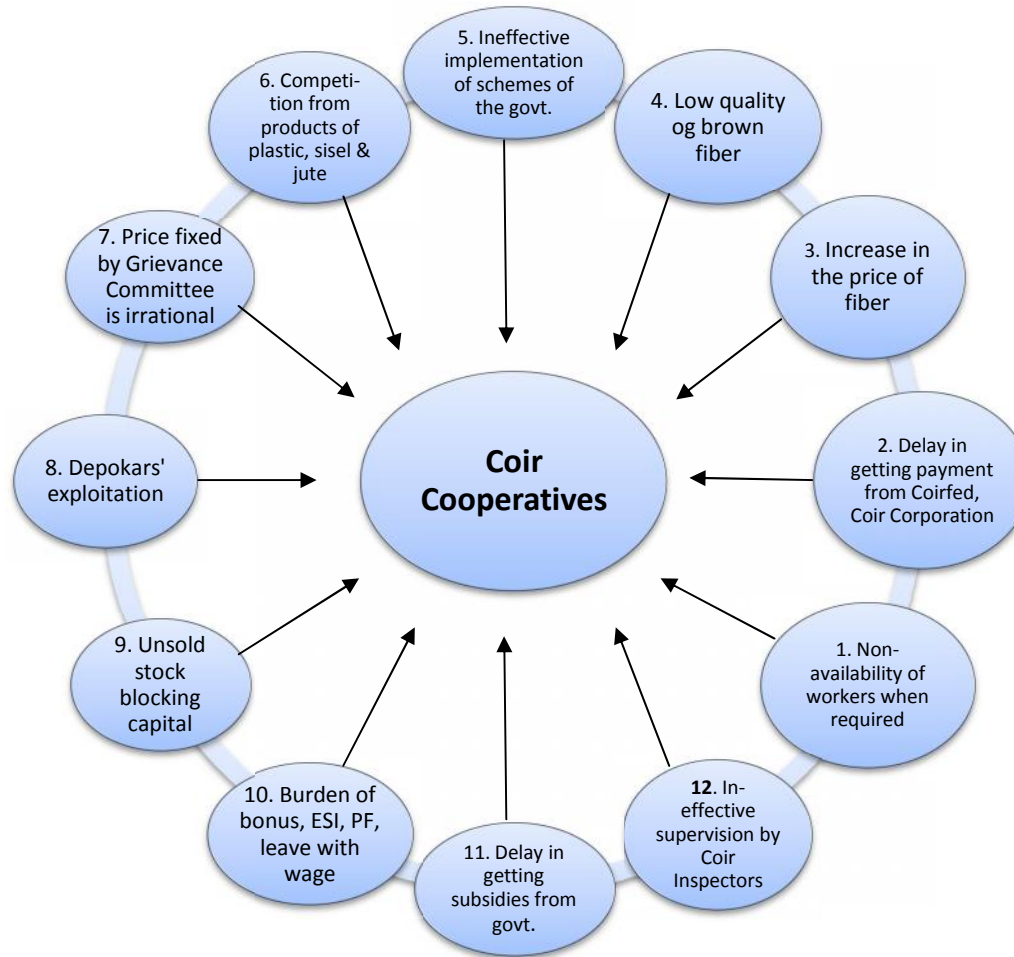 5. Ineffective
implementation
of schemes of
the govt.
6. Competi-
tion from
products of
plastic, sisel &
jute
4. Low quality
og brown
fiber
7. Price fixed
by Grievance
Committee
is irrational
3. Increase in
the price of
fiber
8. Depokars'
exploitation
Coir
Cooperatives
2. Delay in
getting payment
from Coirfed,
Coir Corporation
9. Unsold
stock
blocking
capital
1. Non-
availability of
workers when
required
10. Burden of
bonus, ESI, PF,
leave with
wage
11. Delay in
getting
subsidies from
govt.
12. In-
effective
supervision by
Coir
Inspectors